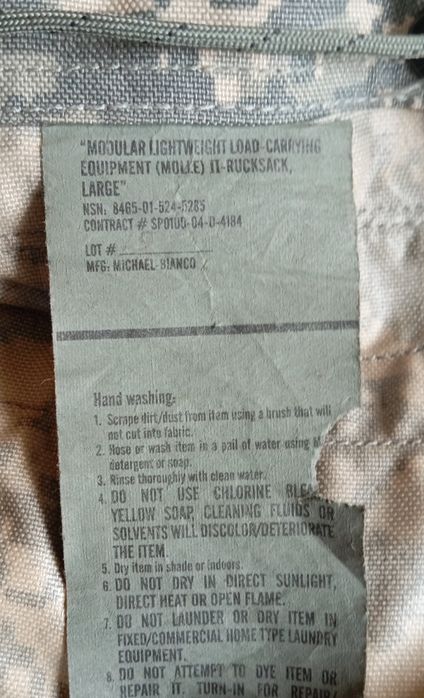 "MODULAR LIGHTWEIGHT LOAD-CARRYING
EQUIPMENT (MOLLE) II-RUCKSACK,
LARGE"
NSN: 8465-01-524-5285
CONTRACT # SPO100-04-D-4184
LOT #
MFG: MICHAEL BIANCO
Hand washing:
1. Scrape dirt/dust from item using a brush that will
not cut into fabric.
2. Hose or wash item in a pail of water using
detergent or soap.
3. Rinse thoroughly with clean water.
4. DO NOT USE CHLORINE
YELLOW SOAP, CLEANING FLUIDS OR
SOLVENTS WILL DISCOLOR/DETERIORATE
THE ITEM.
5. Dry item in shade or indoors.
6. DO NOT DRY IN DIRECT SUNLIGHT,
DIRECT HEAT OR OPEN FLAME.
7. DO NOT LAUNDER OR DRY ITEM IN
FIXED/COMMERCIAL HOME TYPE LAUNDRY
EQUIPMENT.
8. DO NOT ATTEMPT TO DYE ITEM OR
REPAIR IT. TURN-IN FOR REPAIR